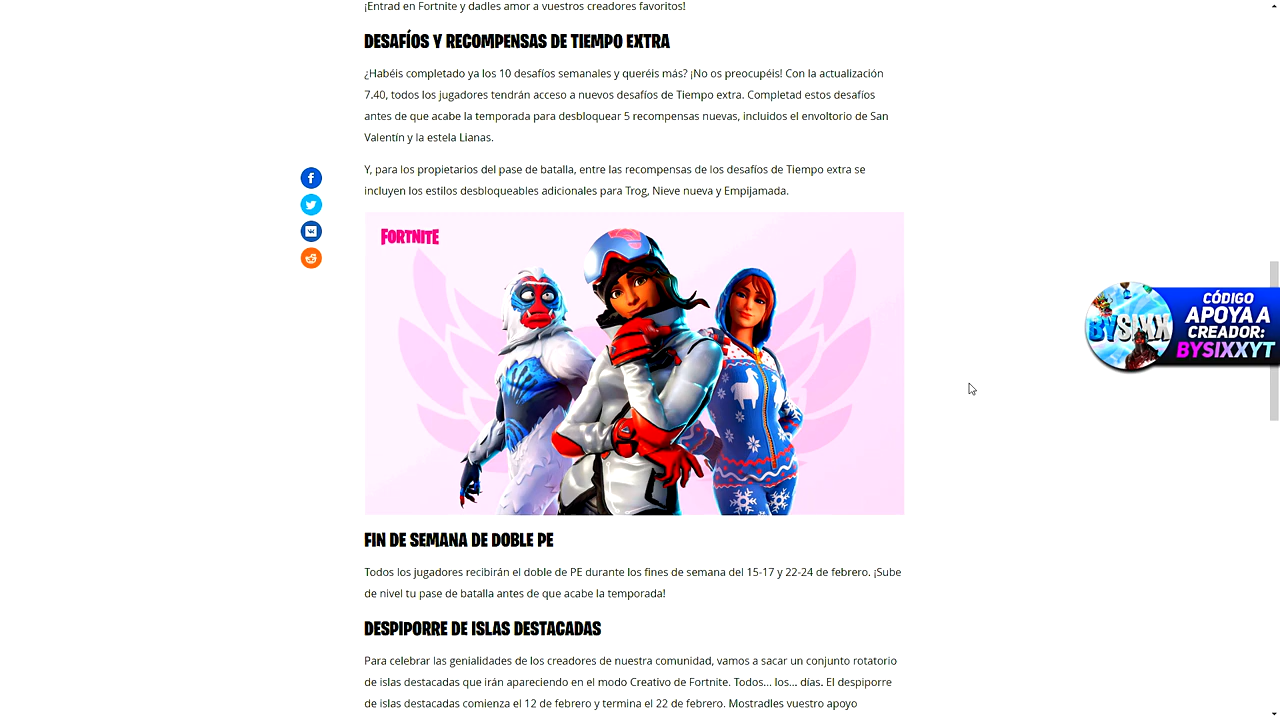 ¡Entrad en Fortnite y dadles amor a vuestros creadores favoritos!
DESAFÍOS Y RECOMPENSAS DE TIEMPO EXTRA
¿Habéis completado ya los 10 desafíos semanales y queréis más? ¡No os preocupéis! Con la actualización
7.40, todos los jugadores tendrán acceso a nuevos desafíos de Tiempo extra. Completad estos desafíos
antes de que acabe la temporada para desbloquear 5 recompensas nuevas, incluidos el envoltorio de San
Valentín y la estela Lianas.
Y, para los propietarios del pase de batalla, entre las recompensas de los desafíos de Tiempo extra se
incluyen los estilos desbloqueables adicionales para Trog, Nieve nueva y Empijamada.
FORTNITE
BYSIXX
CÓDIGO
APOYA A
CREADOR:
BYSIXXYT
FIN DE SEMANA DE DOBLE PE
Todos los jugadores recibirán el doble de PE durante los fines de semana del 15-17 y 22-24 de febrero. ¡Sube
de nivel tu pase de batalla antes de que acabe la temporada!
DESPIPORRE DE ISLAS DESTACADAS
Para celebrar las genialidades de los creadores de nuestra comunidad, vamos a sacar un conjunto rotatorio
de islas destacadas que irán apareciendo en el modo Creativo de Fortnite. Todos... los... días. El despiporre
de islas destacadas comienza el 12 de febrero y termina el 22 de febrero. Mostradles vuestro apoyo